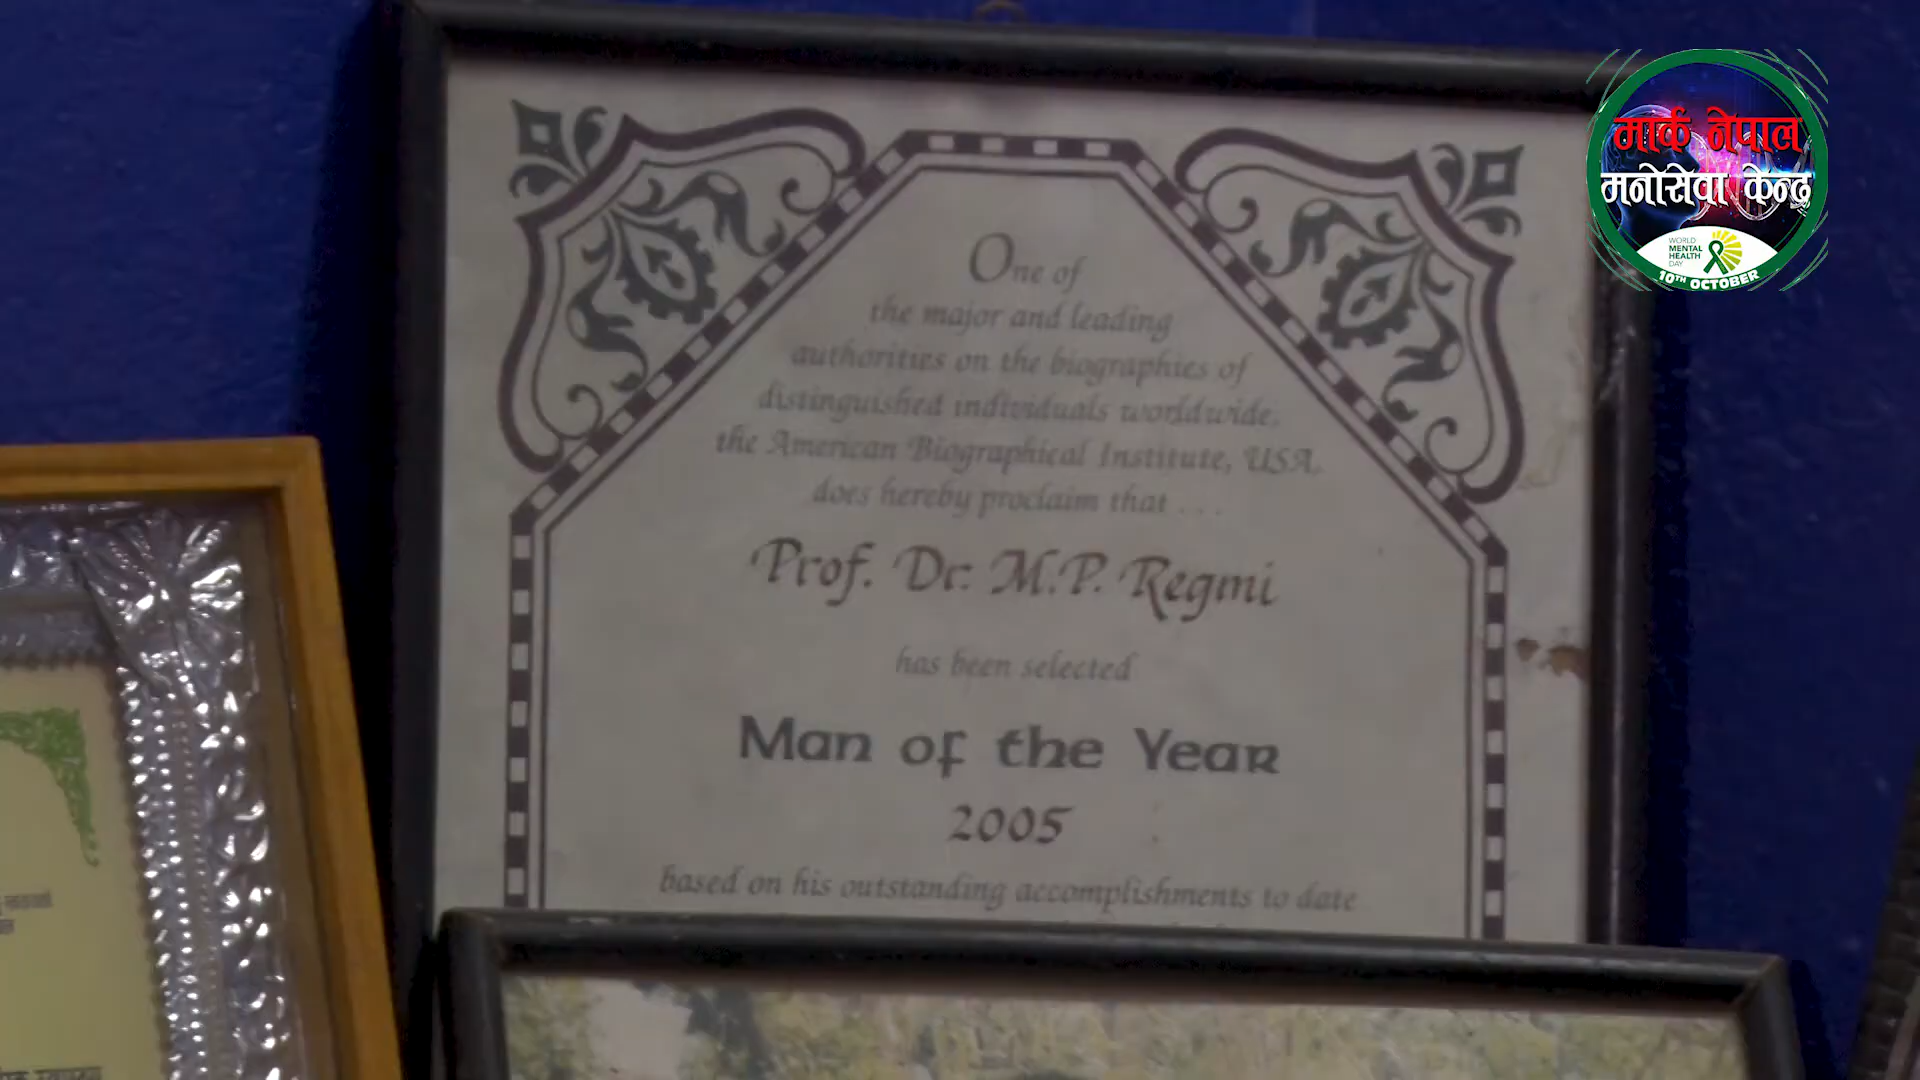 One of
the major and leading
authorities on the biographies of
distinguished individuals worldwide,
the American Biographical Institute, USA
does hereby proclaim that . . .
Prof. Dr. M.P. Regmi
has been selected
Man of the Year
2005
based on his outstanding accomplishments to date
मार्क नेपाल
मनोसेवा केन्द्र
WORLD
MENTAL
HEALTH
DAY
10TH OCTOBER